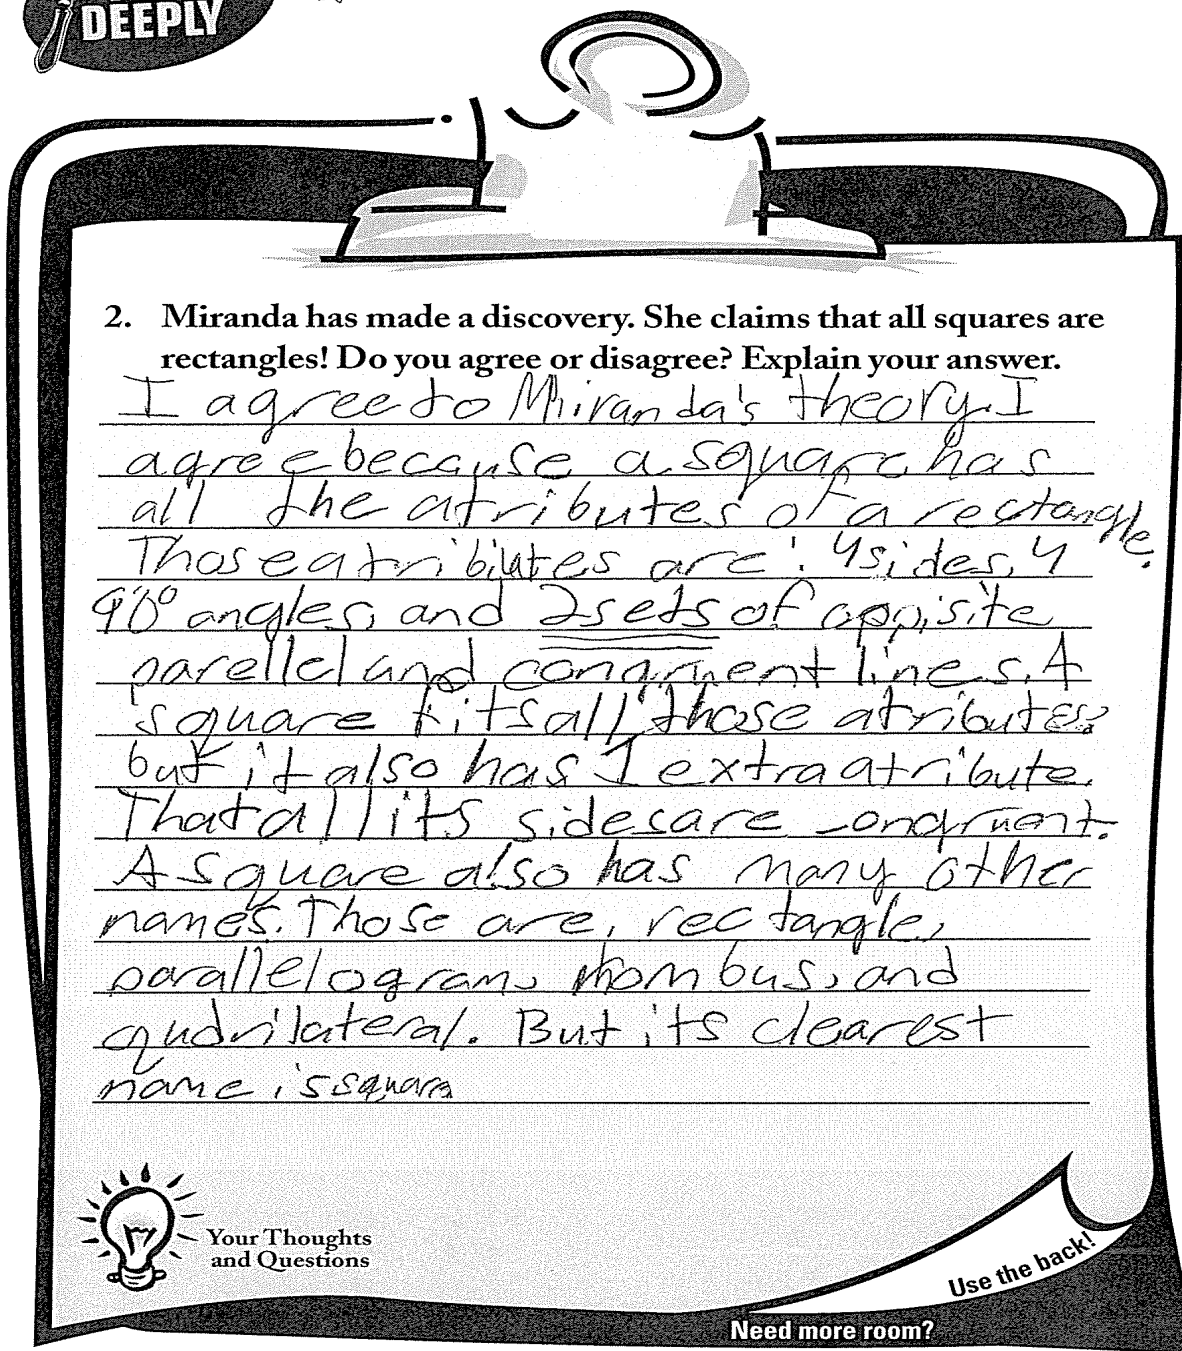 DEEPLY
2. Miranda has made a discovery. She claims that all squares are
rectangles! Do you agree or disagree? Explain your answer.
I agree to Miranda's theory. I
agree because a square has
all the atributes of a rectangle.
Those atribiutes are: 4 sides, 4
90° angles, and 2 sets of oppisite
parellel and congruent lines. A
square fits all those atributes,
but it also has 1 extra atribute.
That all its sides are congruent.
A square also has many other
names. Those are, rectangle,
parallelogram, rhombus, and
qudrilateral. But its clearest
name is square
Your Thoughts
and Questions
Use the back!
Need more room?